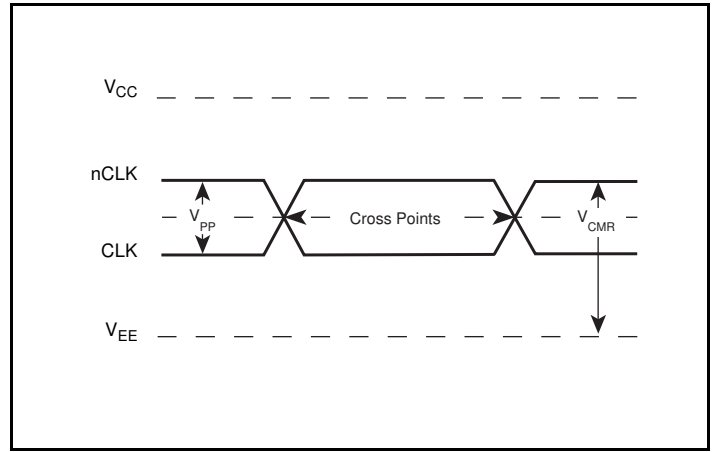 VCC
nCLK
VPP
Cross Points
VCMR
CLK
VEE